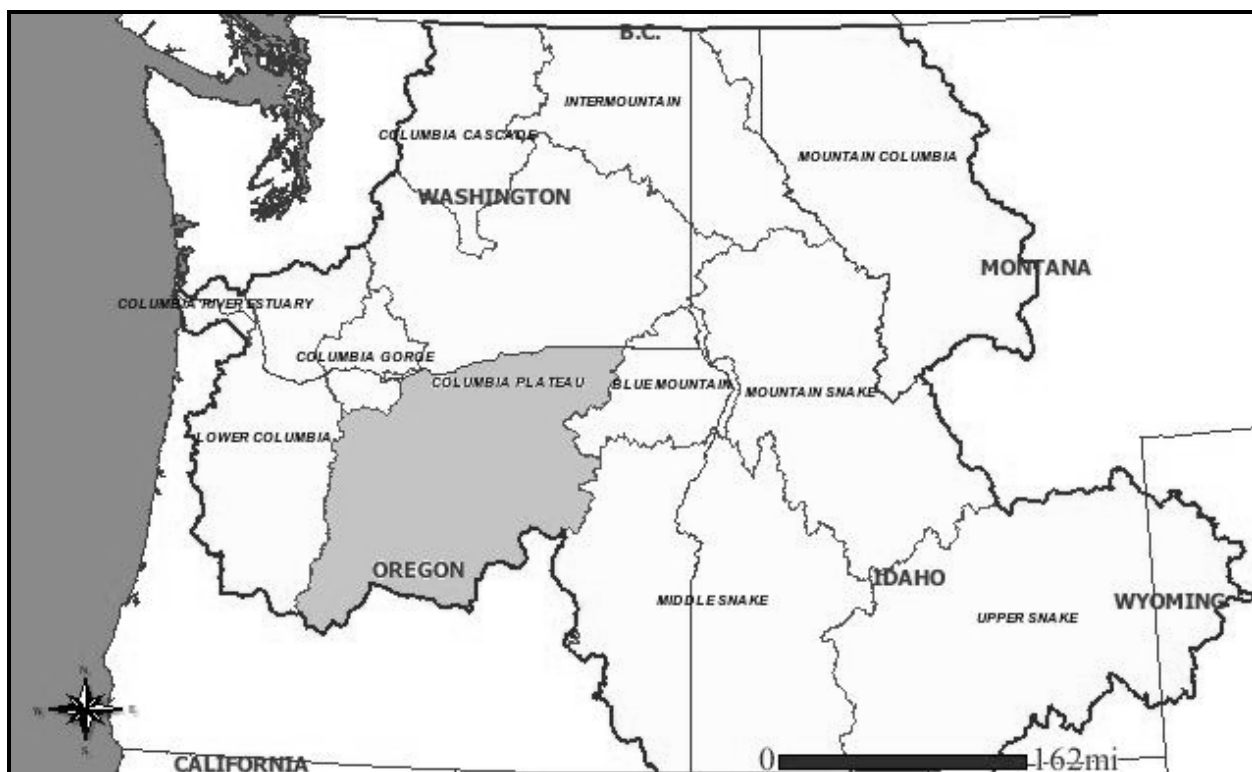 B.C.
INTERMOUNTAIN
COLUMBIA CASCADE
MOUNTAIN COLUMBIA
WASHINGTON
MONTANA
COLUMBIA RIVER ESTUARY
COLUMBIA GORGE
COLUMBIA PLATEAU
BLUE MOUNTAIN
MOUNTAIN SNAKE
LOWER COLUMBIA
OREGON
IDAHO
MIDDLE SNAKE
WYOMING
UPPER SNAKE
N
W
E
S
CALIFORNIA
0 162mi